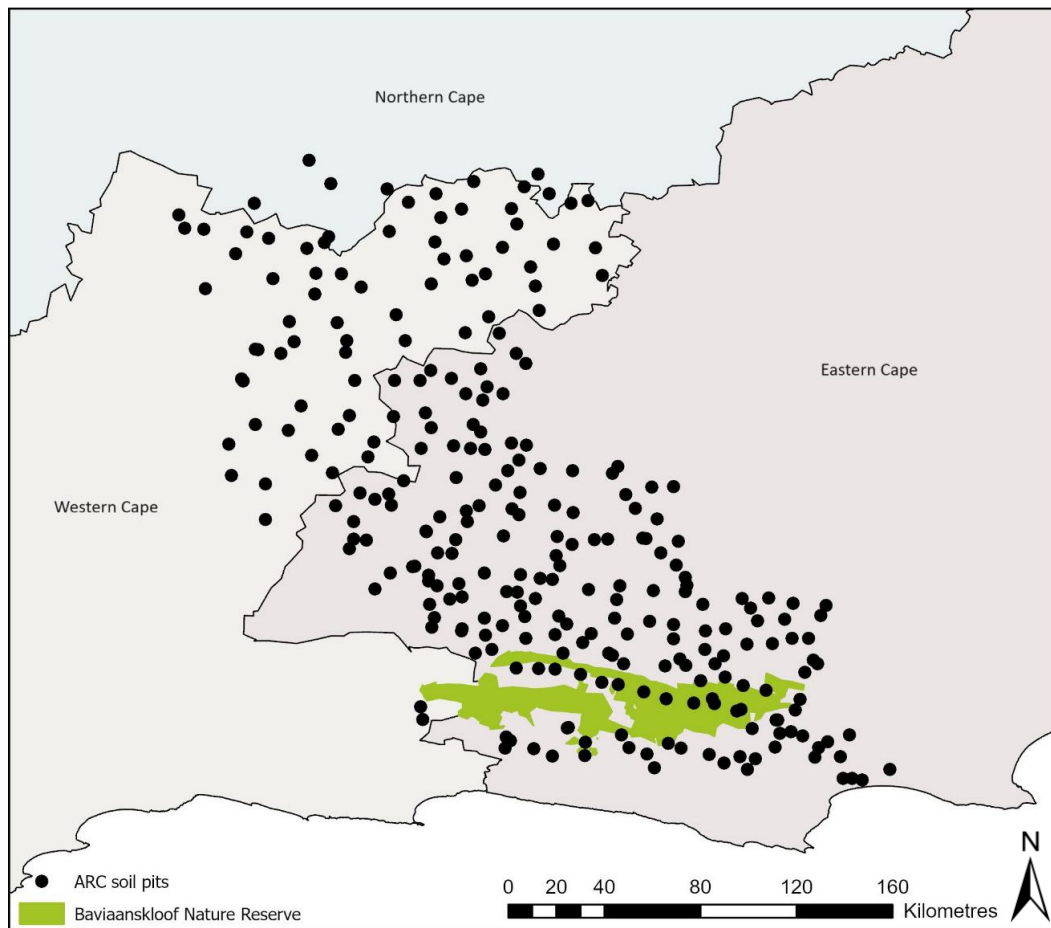 Northern Cape
Eastern Cape
Western Cape
N
ARC soil pits
0 20 40 80 120 160
Kilometres
Baviaanskloof Nature Reserve